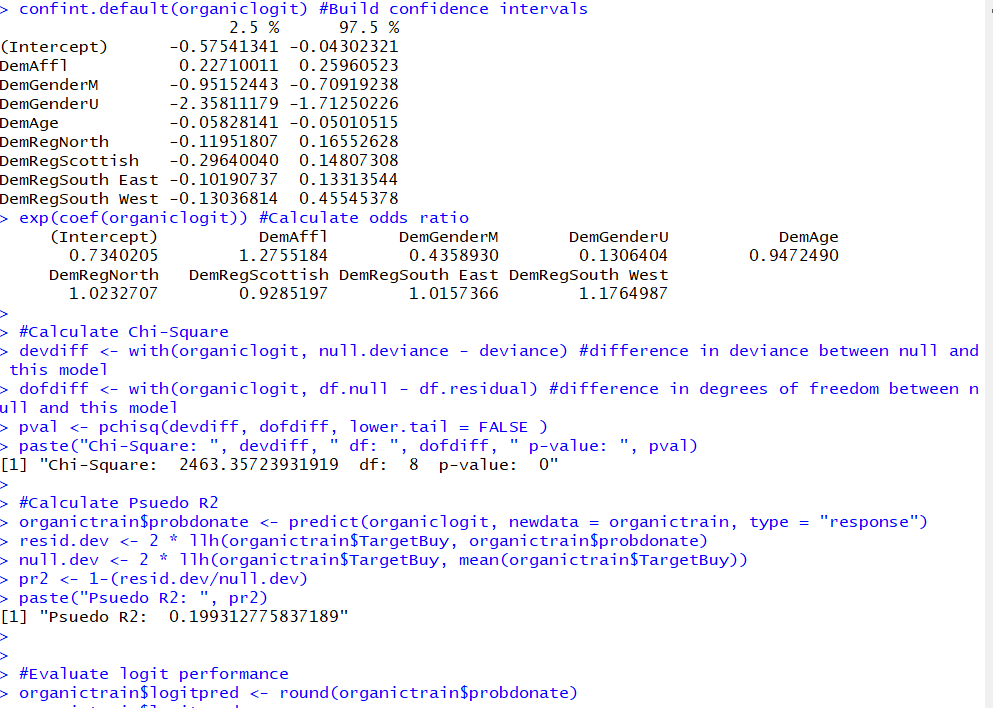 > confint.default(organiclogit) #Build confidence intervals
                       2.5 %      97.5 %
(Intercept)      -0.57541341 -0.04302321
DemAffl           0.22710011  0.25960523
DemGenderM       -0.95152443 -0.70919238
DemGenderU       -2.35811179 -1.71250226
DemAge           -0.05828141 -0.05010515
DemRegNorth      -0.11951807  0.16552628
DemRegScottish   -0.29640040  0.14807308
DemRegSouth East -0.10190737  0.13313544
DemRegSouth West -0.13036814  0.45545378
> exp(coef(organiclogit)) #Calculate odds ratio
     (Intercept)          DemAffl       DemGenderM       DemGenderU           DemAge
       0.7340205        1.2755184        0.4358930        0.1306404        0.9472490
     DemRegNorth   DemRegScottish DemRegSouth East DemRegSouth West
       1.0232707        0.9285197        1.0157366        1.1764987
>
> #Calculate Chi-Square
> devdiff <- with(organiclogit, null.deviance - deviance) #difference in deviance between null and
 this model
> dofdiff <- with(organiclogit, df.null - df.residual) #difference in degrees of freedom between n
ull and this model
> pval <- pchisq(devdiff, dofdiff, lower.tail = FALSE )
> paste("Chi-Square: ", devdiff, " df: ", dofdiff, " p-value: ", pval)
[1] "Chi-Square:  2463.35723931919  df:  8  p-value:  0"
>
> #Calculate Psuedo R2
> organictrain$probdonate <- predict(organiclogit, newdata = organictrain, type = "response")
> resid.dev <- 2 * llh(organictrain$TargetBuy, organictrain$probdonate)
> null.dev <- 2 * llh(organictrain$TargetBuy, mean(organictrain$TargetBuy))
> pr2 <- 1-(resid.dev/null.dev)
> paste("Psuedo R2: ", pr2)
[1] "Psuedo R2:  0.199312775837189"
>
>
> #Evaluate logit performance
> organictrain$logitpred <- round(organictrain$probdonate)